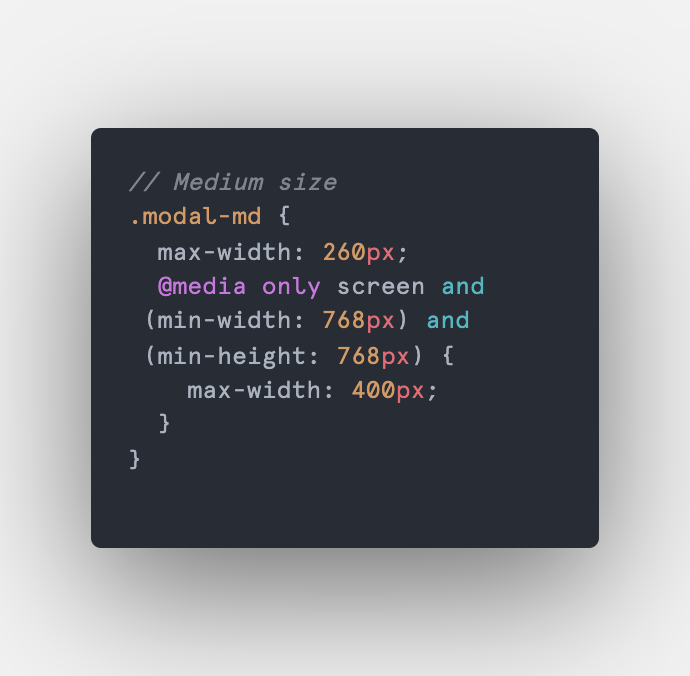 // Medium size
.modal-md {
  max-width: 260px;
  @media only screen and
 (min-width: 768px) and
 (min-height: 768px) {
    max-width: 400px;
  }
}